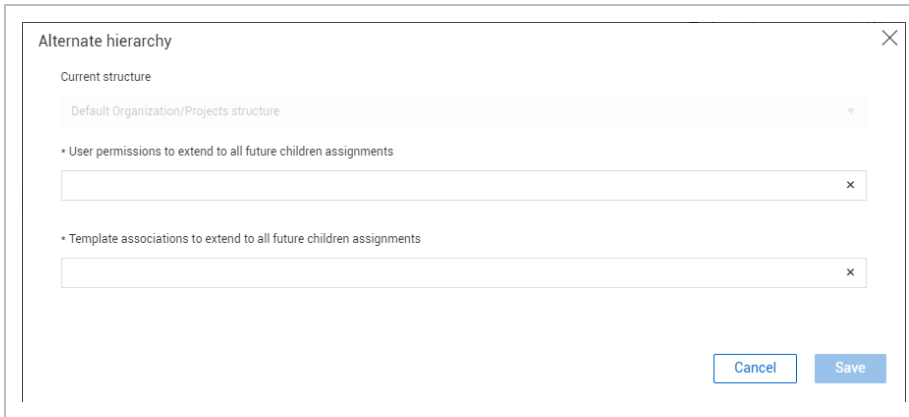 Alternate hierarchy
Current structure
Default Organization/Projects structure
* User permissions to extend to all future children assignments
* Template associations to extend to all future children assignments
Cancel Save